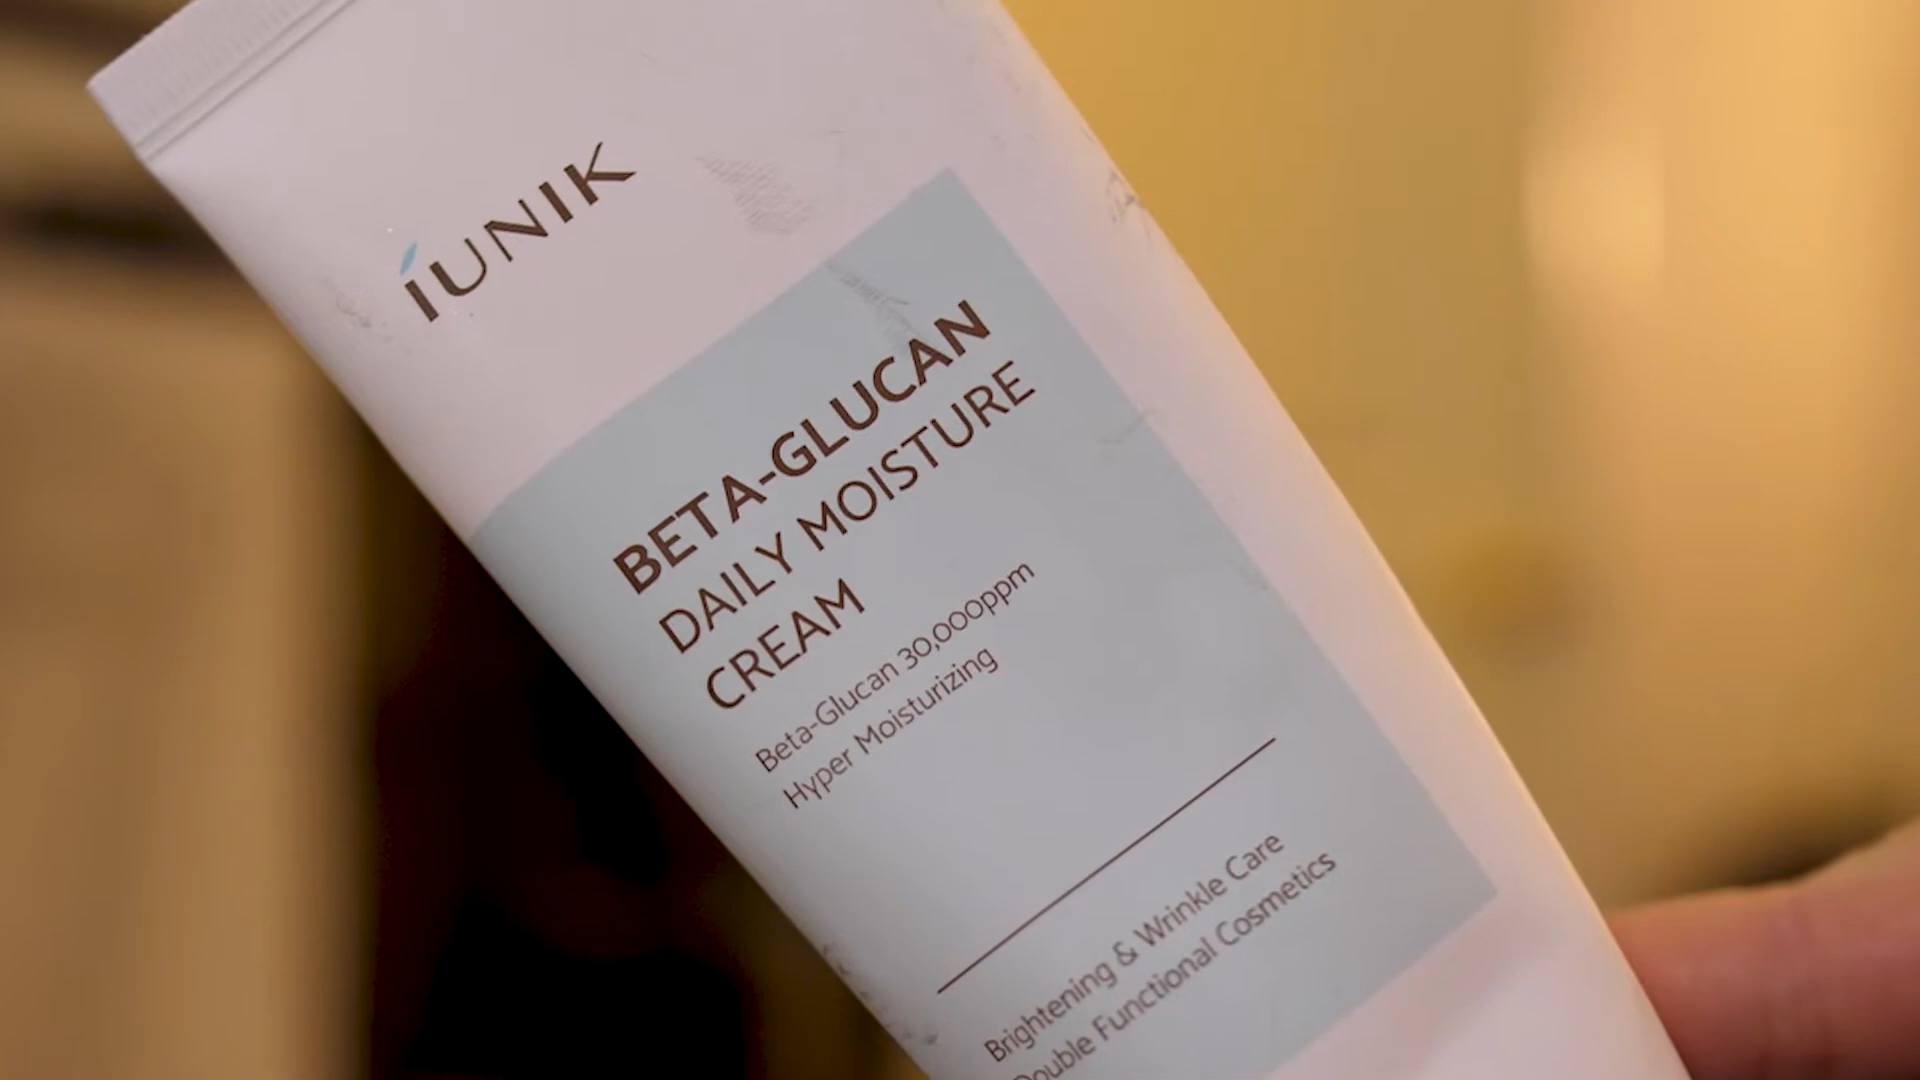 iUNIK
BETA-GLUCAN
DAILY MOISTURE
CREAM
Beta-Glucan 30,000ppm
Hyper Moisturizing
Brightening & Wrinkle Care
Double Functional Cosmetics